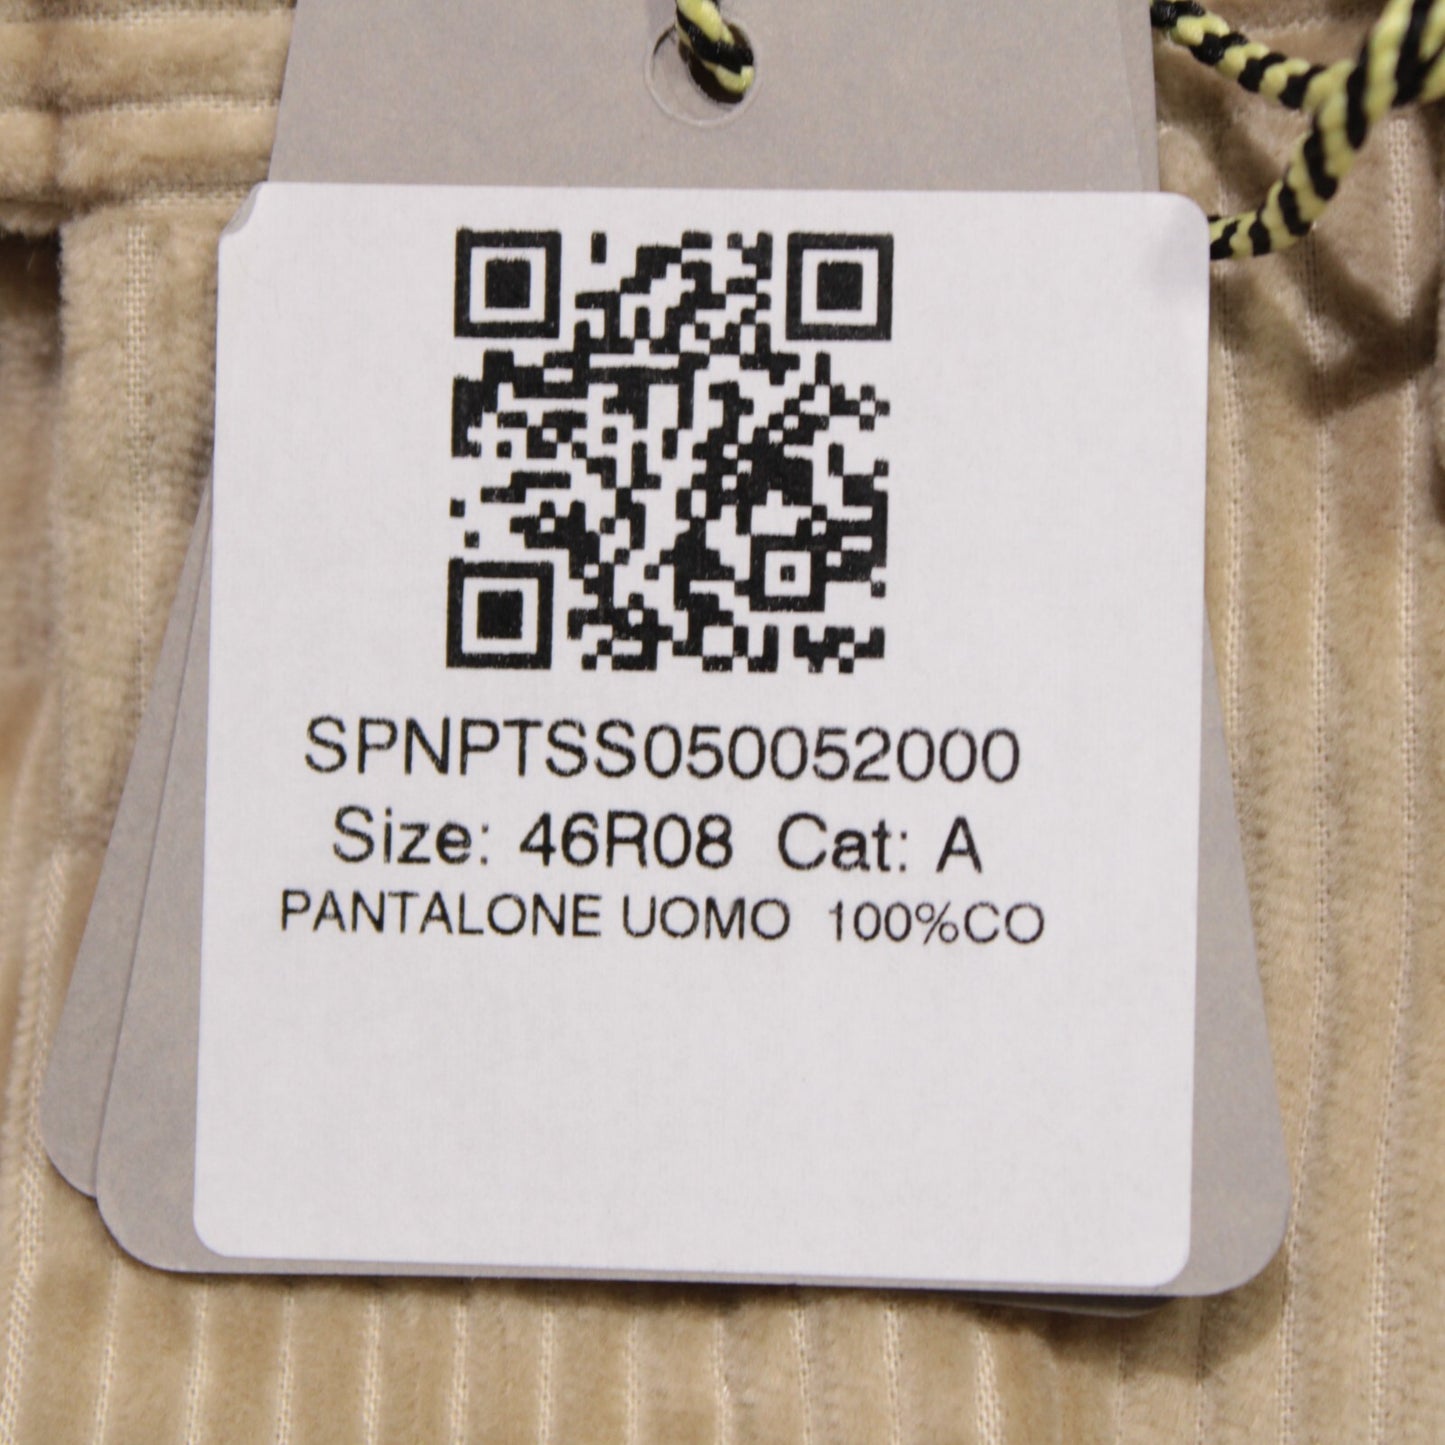 SPNPTSS050052000
Size: 46R08 Cat: A
PANTALONE UOMO 100%CO